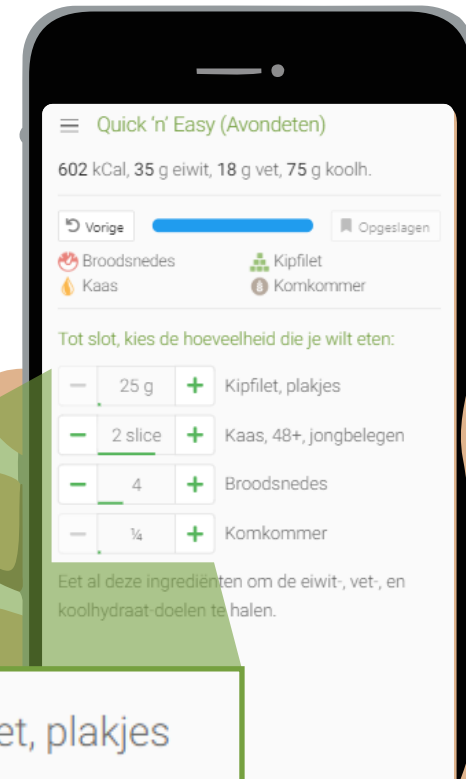 Quick 'n' Easy (Avondeten)
602 kCal, 35 g eiwit, 18 g vet, 75 g koolh.
Vorige
Opgeslagen
Broodsnedes
Kipfilet
Kaas
Komkommer
Tot slot, kies de hoeveelheid die je wilt eten:
− 25 g + Kipfilet, plakjes
− 2 slice + Kaas, 48+, jongbelegen
− 4 + Broodsnedes
− ¼ + Komkommer
Eet al deze ingrediënten om de eiwit-, vet-, en
koolhydraat-doelen te halen.
et, plakjes